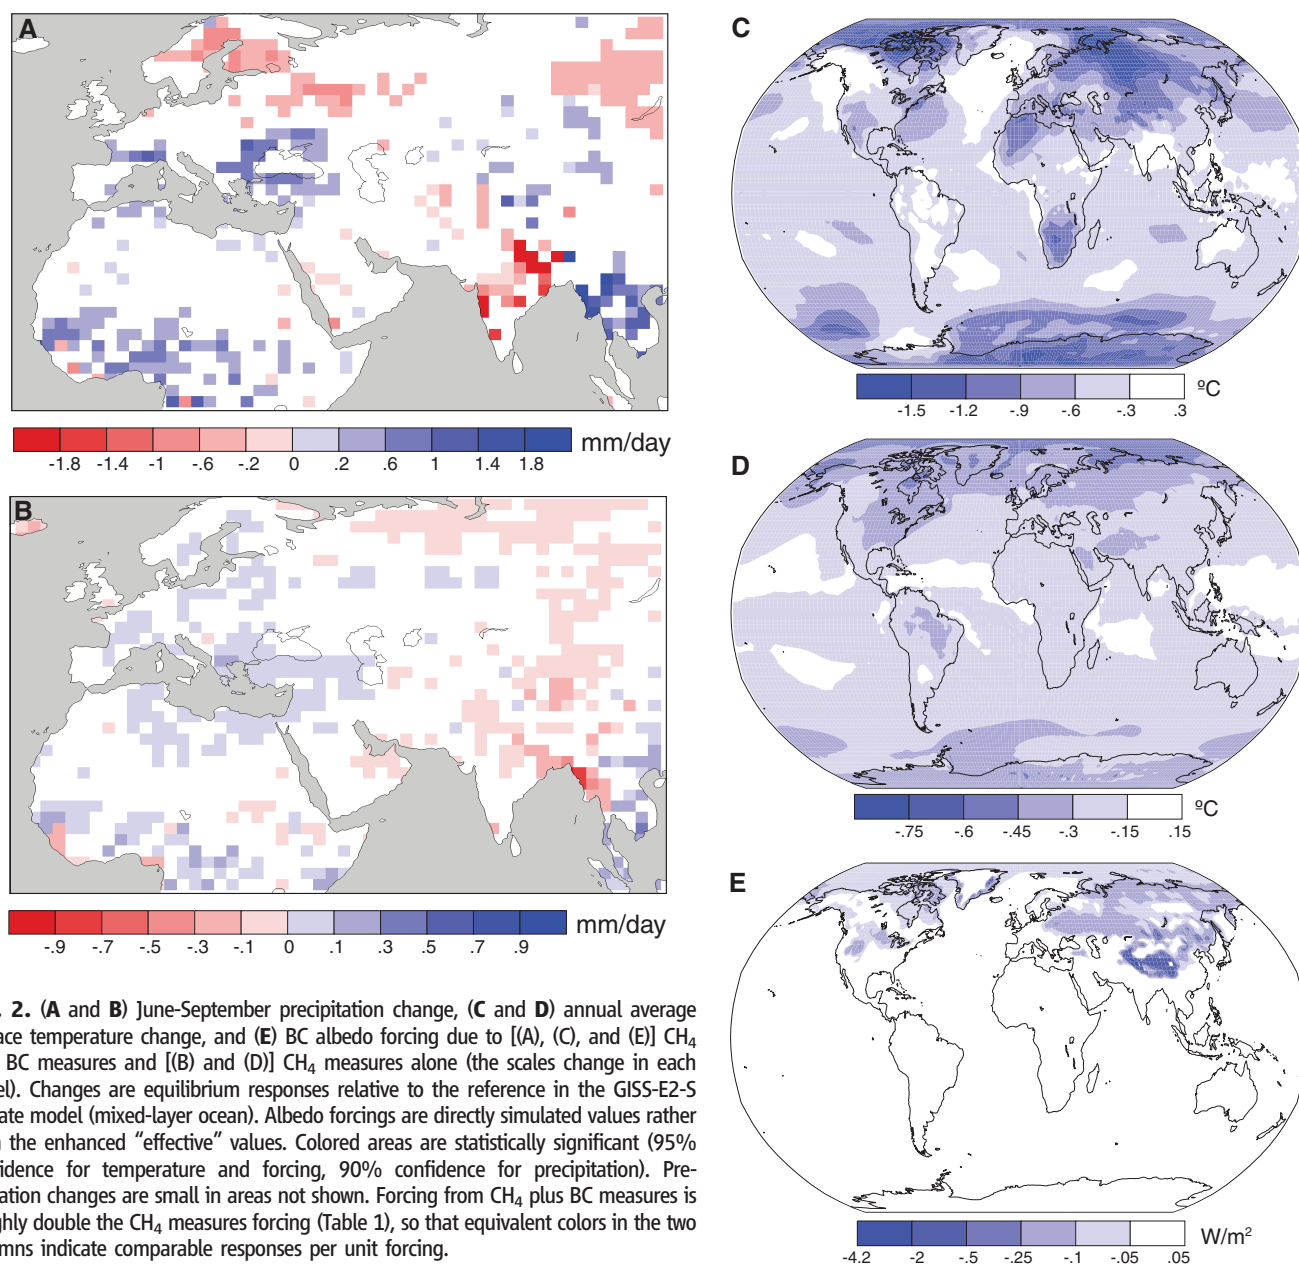 A
-1.8 -1.4 -1 -.6 -.2 0 .2 .6 1 1.4 1.8 mm/day
B
-.9 -.7 -.5 -.3 -.1 0 .1 .3 .5 .7 .9 mm/day
. 2. (A and B) June-September precipitation change, (C and D) annual average
ace temperature change, and (E) BC albedo forcing due to [(A), (C), and (E)] CH4
BC measures and [(B) and (D)] CH4 measures alone (the scales change in each
el). Changes are equilibrium responses relative to the reference in the GISS-E2-S
ate model (mixed-layer ocean). Albedo forcings are directly simulated values rather
the enhanced “effective” values. Colored areas are statistically significant (95%
idence for temperature and forcing, 90% confidence for precipitation). Pre-
ation changes are small in areas not shown. Forcing from CH4 plus BC measures is
ghly double the CH4 measures forcing (Table 1), so that equivalent colors in the two
mns indicate comparable responses per unit forcing.
C
-1.5 -1.2 -.9 -.6 -.3 .3 ºC
D
-.75 -.6 -.45 -.3 -.15 .15 ºC
E
-4.2 -2 -.5 -.25 -.1 -.05 .05 W/m²